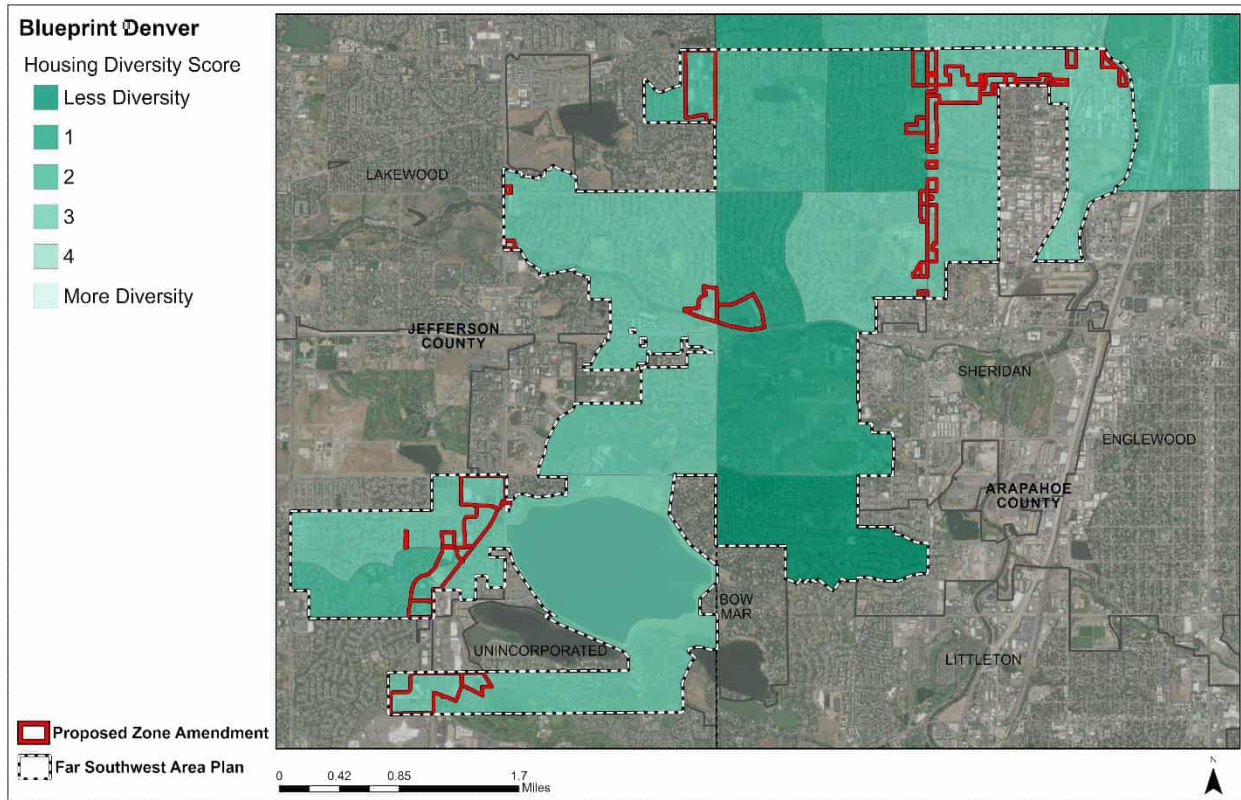 Blueprint Denver
Housing Diversity Score
Less Diversity
1
2
3
4
More Diversity
LAKEWOOD
JEFFERSON
COUNTY
SHERIDAN
ENGLEWOOD
ARAPAHOE
COUNTY
BOW
MAR
UNINCORPORATED
LITTLETON
Proposed Zone Amendment
Far Southwest Area Plan
0 0.42 0.85 1.7
Miles
N